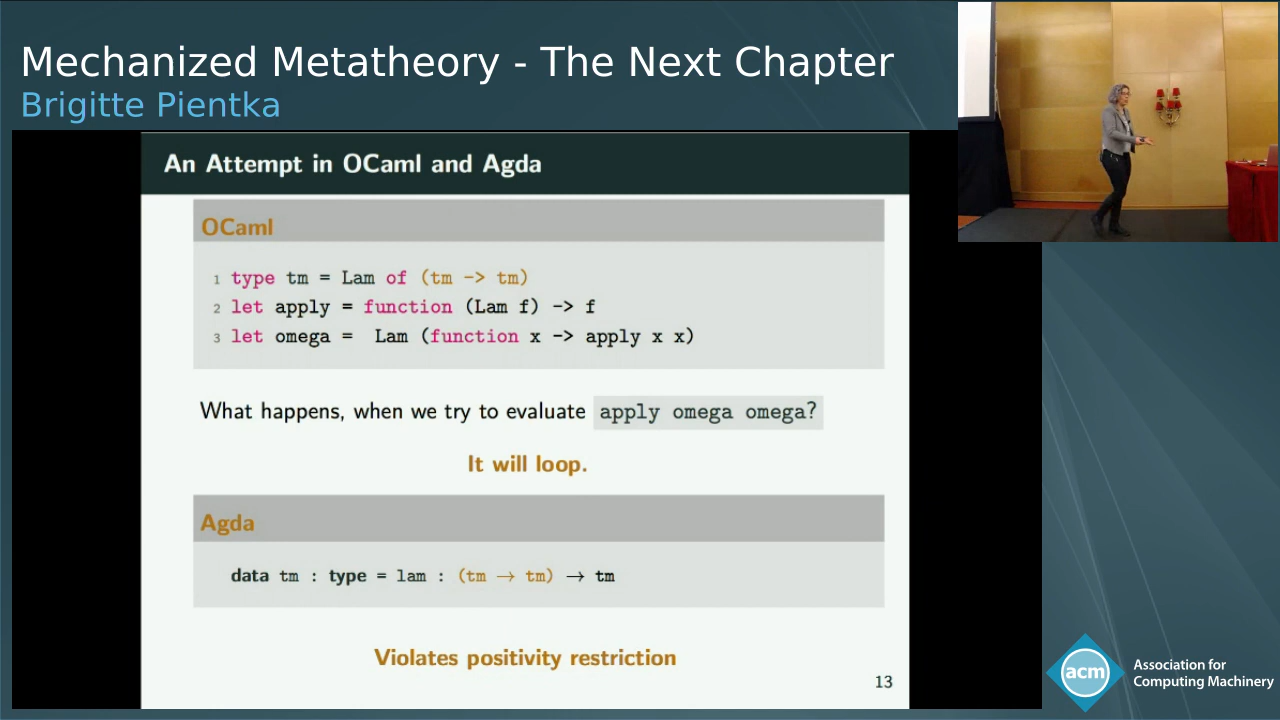 Mechanized Metatheory - The Next Chapter
Brigitte Pientka
An Attempt in OCaml and Agda
OCaml
1 type tm = Lam of (tm -> tm)
2 let apply = function (Lam f) -> f
3 let omega =  Lam (function x -> apply x x)
What happens, when we try to evaluate apply omega omega?
It will loop.
Agda
data tm : type = lam : (tm → tm) → tm
Violates positivity restriction
13
acm
Association for
Computing Machinery